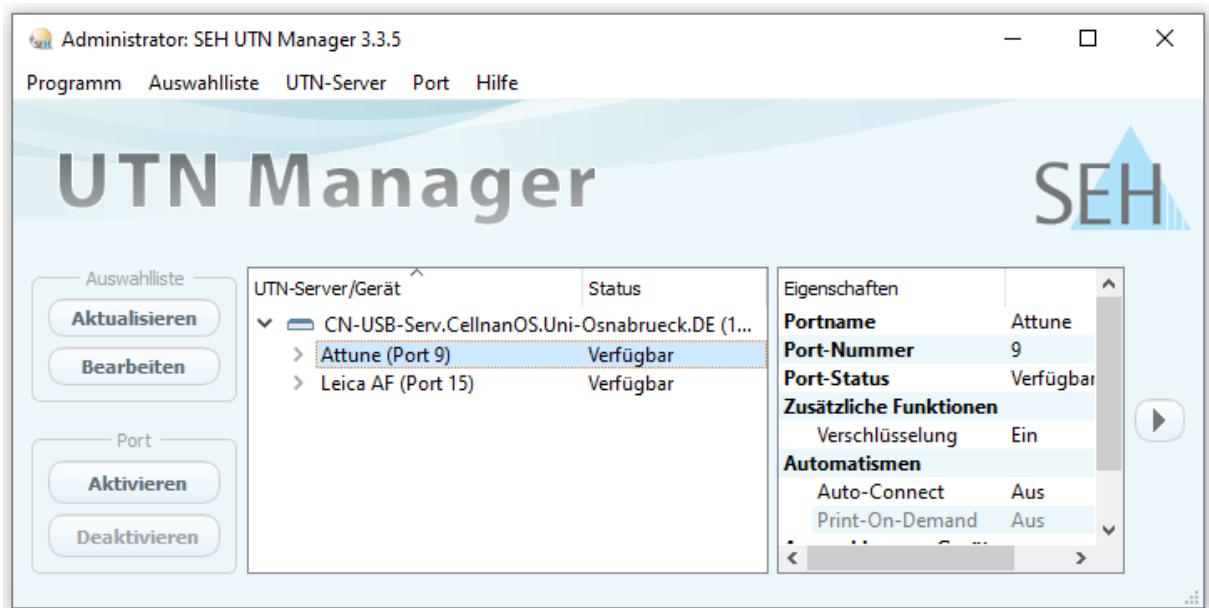 Administrator: SEH UTN Manager 3.3.5
Programm Auswahlliste UTN-Server Port Hilfe
UTN Manager
SEH
Auswahlliste
Aktualisieren
Bearbeiten
Port
Aktivieren
Deaktivieren
UTN-Server/Gerät Status
CN-USB-Serv.CellnanOS.Uni-Osnabrueck.DE (1...
Attune (Port 9) Verfügbar
Leica AF (Port 15) Verfügbar
Eigenschaften
Portname Attune
Port-Nummer 9
Port-Status Verfügbar
Zusätzliche Funktionen
Verschlüsselung Ein
Automatismen
Auto-Connect Aus
Print-On-Demand Aus